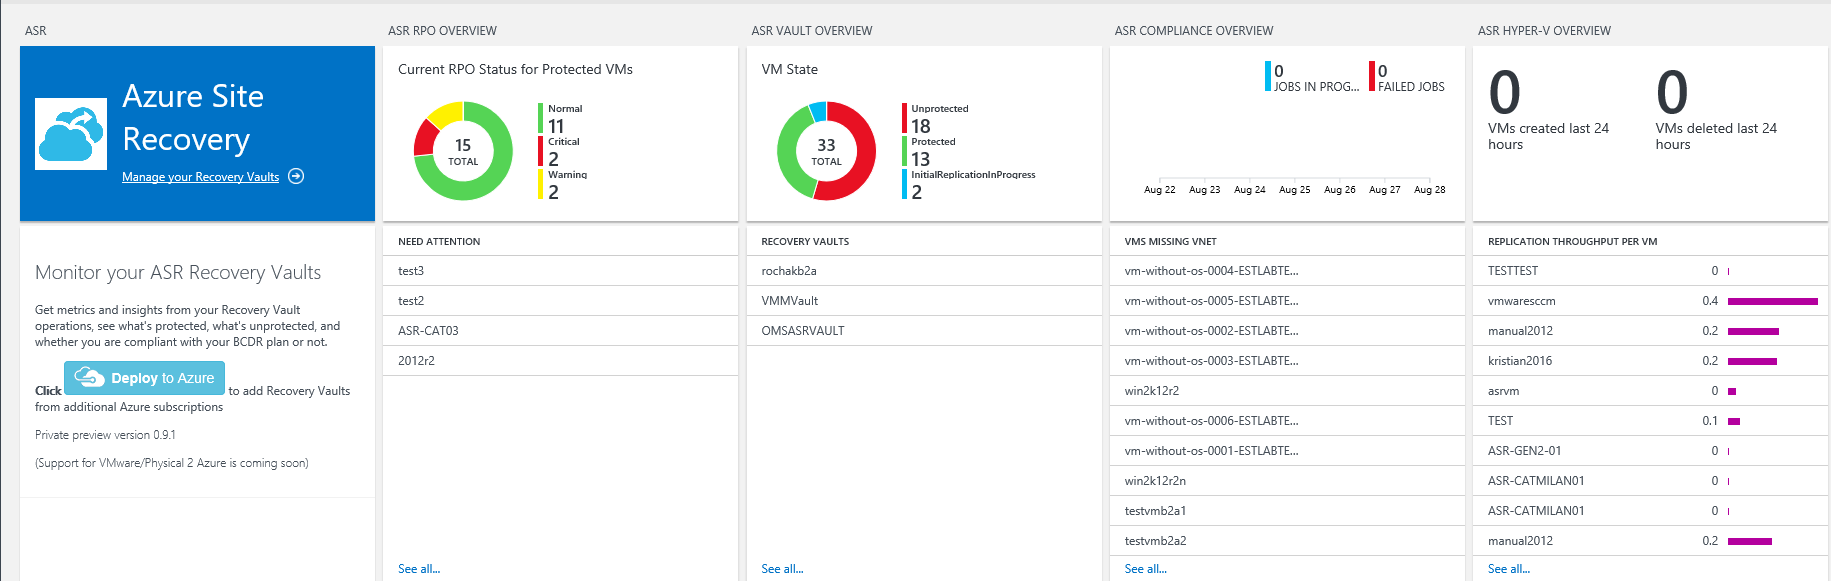 ASR
Azure Site
Recovery
Manage your Recovery Vaults
Monitor your ASR Recovery Vaults
Get metrics and insights from your Recovery Vault
operations, see what's protected, what's unprotected, and
whether you are compliant with your BCDR plan or not.
Click Deploy to Azure to add Recovery Vaults
from additional Azure subscriptions
Private preview version 0.9.1
(Support for VMware/Physical 2 Azure is coming soon)
ASR RPO OVERVIEW
Current RPO Status for Protected VMs
15
TOTAL
Normal
11
Critical
2
Warning
2
NEED ATTENTION
test3
test2
ASR-CAT03
2012r2
See all...
ASR VAULT OVERVIEW
VM State
33
TOTAL
Unprotected
18
Protected
13
InitialReplicationInProgress
2
RECOVERY VAULTS
rochakb2a
VMMVault
OMSASRVAULT
See all...
ASR COMPLIANCE OVERVIEW
0
JOBS IN PROG...
0
FAILED JOBS
Aug 22 Aug 23 Aug 24 Aug 25 Aug 26 Aug 27 Aug 28
VMS MISSING VNET
vm-without-os-0004-ESTLABTE...
vm-without-os-0005-ESTLABTE...
vm-without-os-0002-ESTLABTE...
vm-without-os-0003-ESTLABTE...
win2k12r2
vm-without-os-0006-ESTLABTE...
vm-without-os-0001-ESTLABTE...
win2k12r2n
testvmb2a1
testvmb2a2
See all...
ASR HYPER-V OVERVIEW
0
VMs created last 24
hours
0
VMs deleted last 24
hours
REPLICATION THROUGHPUT PER VM
TESTTEST 0
vmwaresccm 0.4
manual2012 0.2
kristian2016 0.2
asrvm 0
TEST 0.1
ASR-GEN2-01 0
ASR-CATMILAN01 0
ASR-CATMILAN01 0
manual2012 0.2
See all...